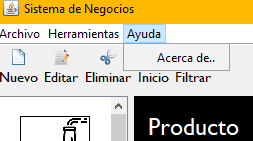 Sistema de Negocios
Archivo Herramientas Ayuda
Acerca de..
Nuevo Editar Eliminar Inicio Filtrar
Producto